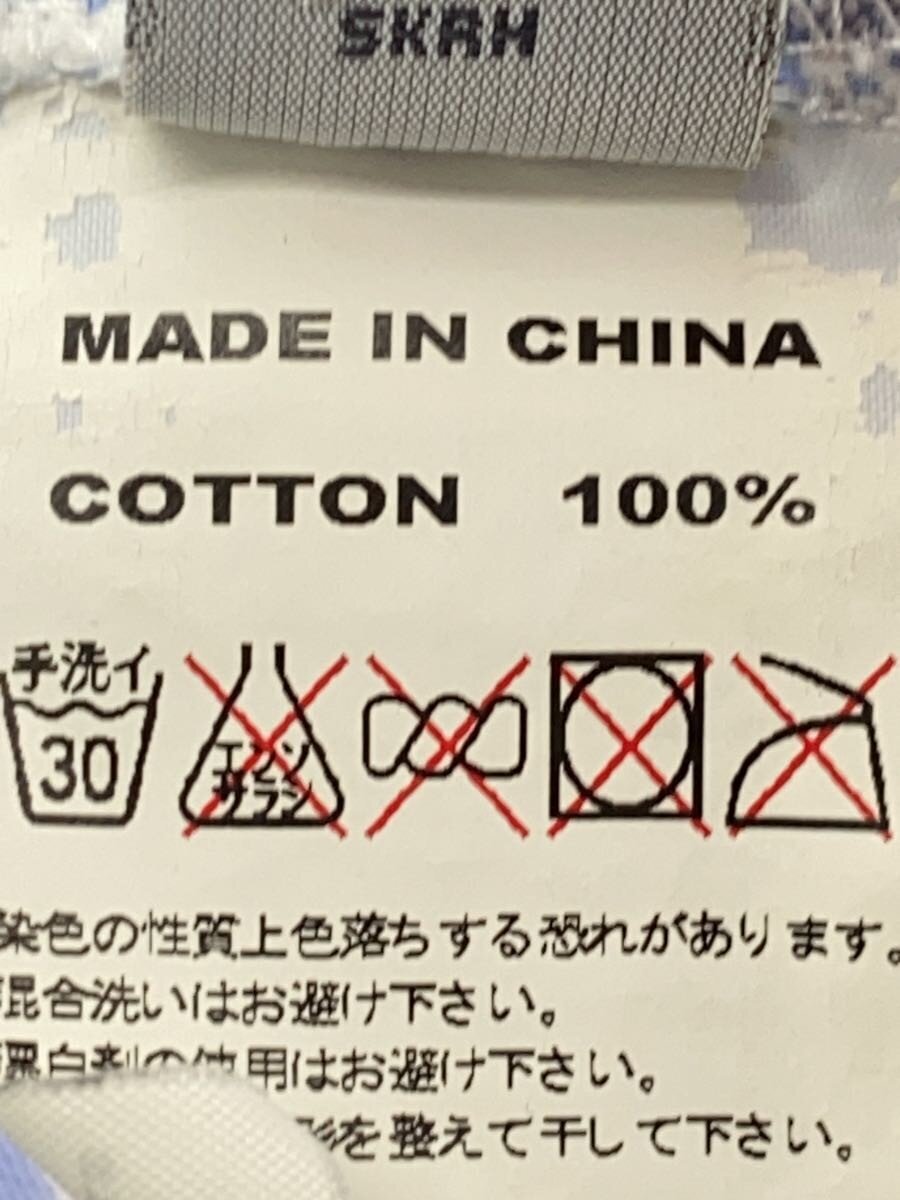 MADE IN CHINA
COTTON 100%
手洗イ
30
エンソ
サラシ
染色の性質上色落ちする恐れがあります。
混合洗いはお避け下さい。
白剤の使用はお避け下さい。
形を整えて干して下さい。